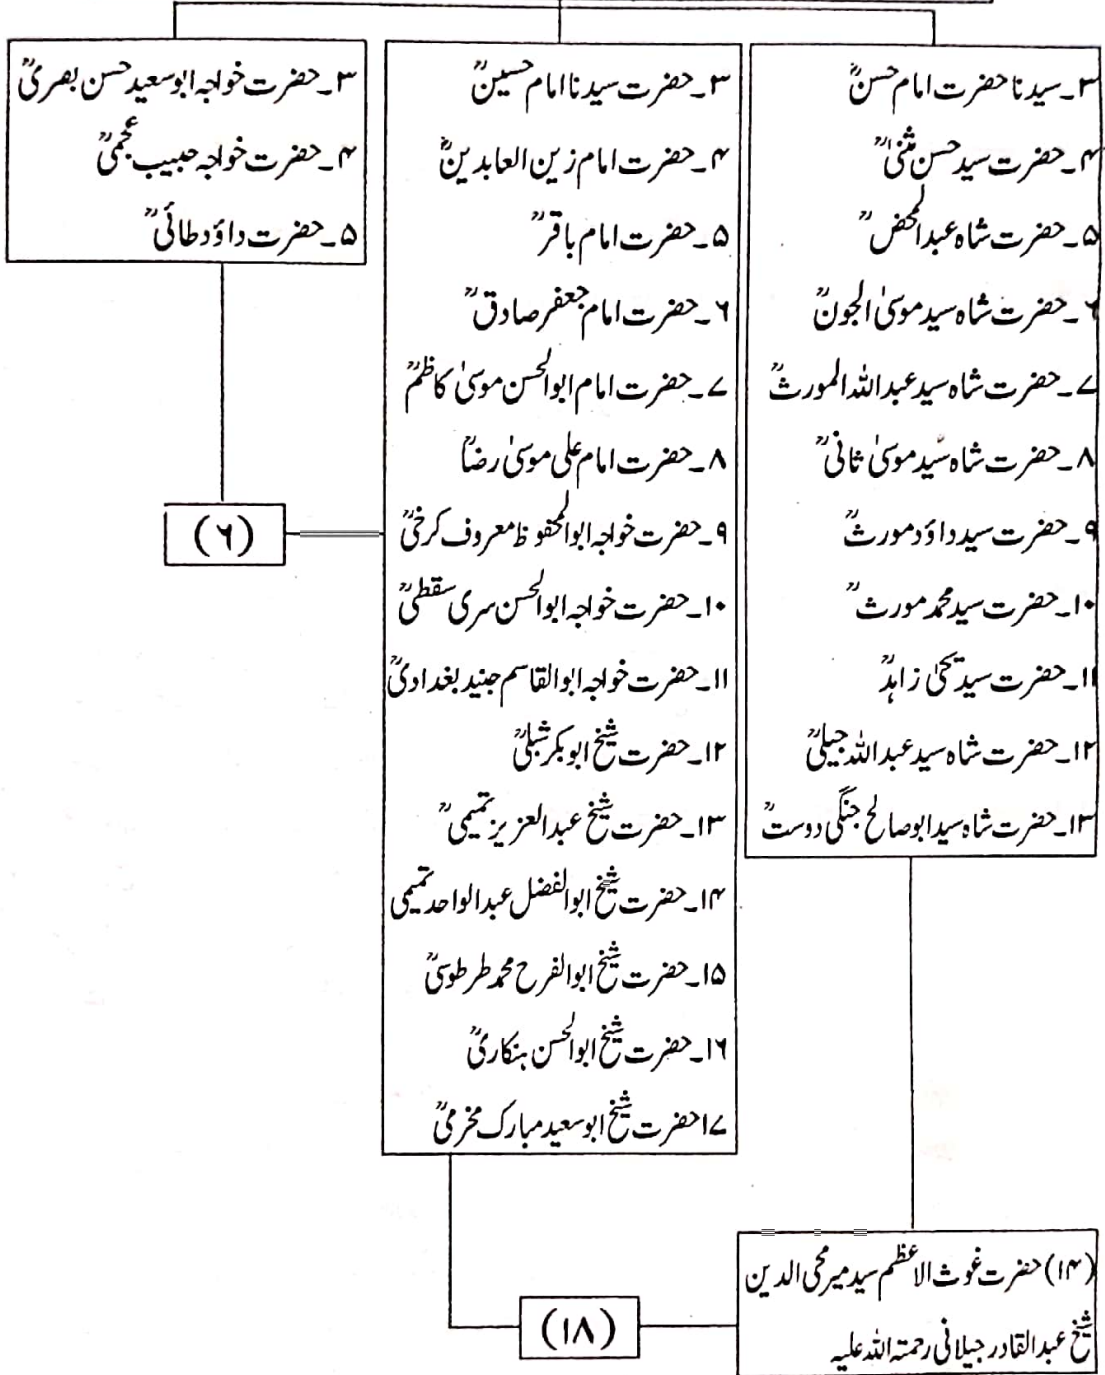 ۳۔سیدنا حضرت امام حسنؓ
۴۔حضرت سید حسن مثنیٰؒ
۵۔حضرت شاہ عبدالمحضؒ
۶۔حضرت شاہ سید موسیٰ الجونؒ
۷۔حضرت شاہ سید عبداللہ المورثؒ
۸۔حضرت شاہ سید موسیٰ ثانیؒ
۹۔حضرت سید داؤد مورثؒ
۱۰۔حضرت سید محمد مورثؒ
۱۱۔حضرت سید یحیٰی زاہدؒ
۱۲۔حضرت شاہ سید عبداللہ جیلیؒ
۱۳۔حضرت شاہ سید ابو صالح جنگی دوستؒ
۳۔حضرت سیدنا امام حسینؓ
۴۔حضرت امام زین العابدینؓ
۵۔حضرت امام باقرؒ
۶۔حضرت امام جعفر صادقؒ
۷۔حضرت امام ابوالحسن موسیٰ کاظمؒ
۸۔حضرت امام علی موسیٰ رضاؒ
۹۔حضرت خواجہ ابوالمحفوظ معروف کرخیؒ
۱۰۔حضرت خواجہ ابوالحسن سری سقطیؒ
۱۱۔حضرت خواجہ ابوالقاسم جنید بغدادیؒ
۱۲۔حضرت شیخ ابوبکر شبلیؒ
۱۳۔حضرت شیخ عبدالعزیز تمیمیؒ
۱۴۔حضرت شیخ ابوالفضل عبدالواحد تمیمی
۱۵۔حضرت شیخ ابوالفرح محمد طرطوسیؒ
۱۶۔حضرت شیخ ابوالحسن ہنکاریؒ
۱۷حضرت شیخ ابوسعید مبارک مخرمیؒ
۳۔حضرت خواجہ ابوسعید حسن بصریؒ
۴۔حضرت خواجہ حبیب عجمیؒ
۵۔حضرت داؤد طائیؒ
(۶)
(۱۴) حضرت غوث الاعظم سید میر محی الدین
شیخ عبدالقادر جیلانی رحمتہ اللہ علیہ
(۱۸)